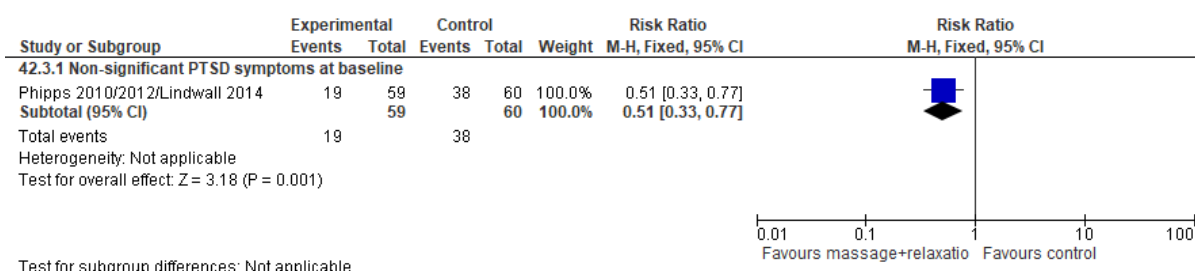 Experimental Control Risk Ratio Risk Ratio
Study or Subgroup Events Total Events Total Weight M-H, Fixed, 95% CI M-H, Fixed, 95% CI
42.3.1 Non-significant PTSD symptoms at baseline
Phipps 2010/2012/Lindwall 2014 19 59 38 60 100.0% 0.51 [0.33, 0.77]
Subtotal (95% CI) 59 60 100.0% 0.51 [0.33, 0.77]
Total events 19 38
Heterogeneity: Not applicable
Test for overall effect: Z = 3.18 (P = 0.001)
0.01 0.1 1 10 100
Favours massage+relaxatio Favours control
Test for subgroup differences: Not applicable